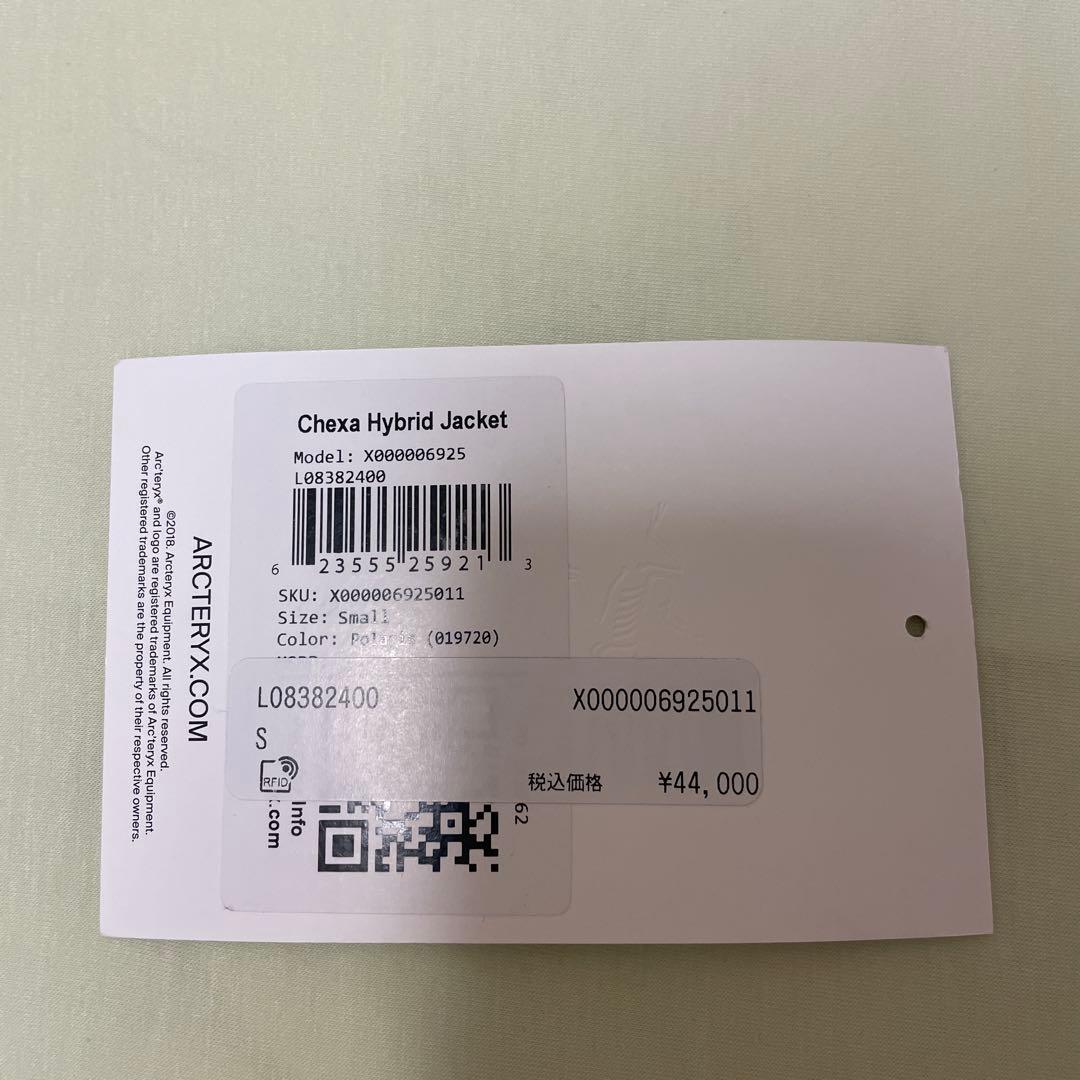 Chexa Hybrid Jacket
Model: X000006925
L08382400
6 23555 25921 3
SKU: X000006925011
Size: Small
Color: Polaris (019720)
L08382400 X000006925011
S
RFID
税込価格 ¥44,000
Info
.com
62
ARCTERYX.COM
©2018. Arcteryx Equipment. All rights reserved.
Arc'teryx® and logo are registered trademarks of Arc'teryx Equipment.
Other registered trademarks are the property of their respective owners.